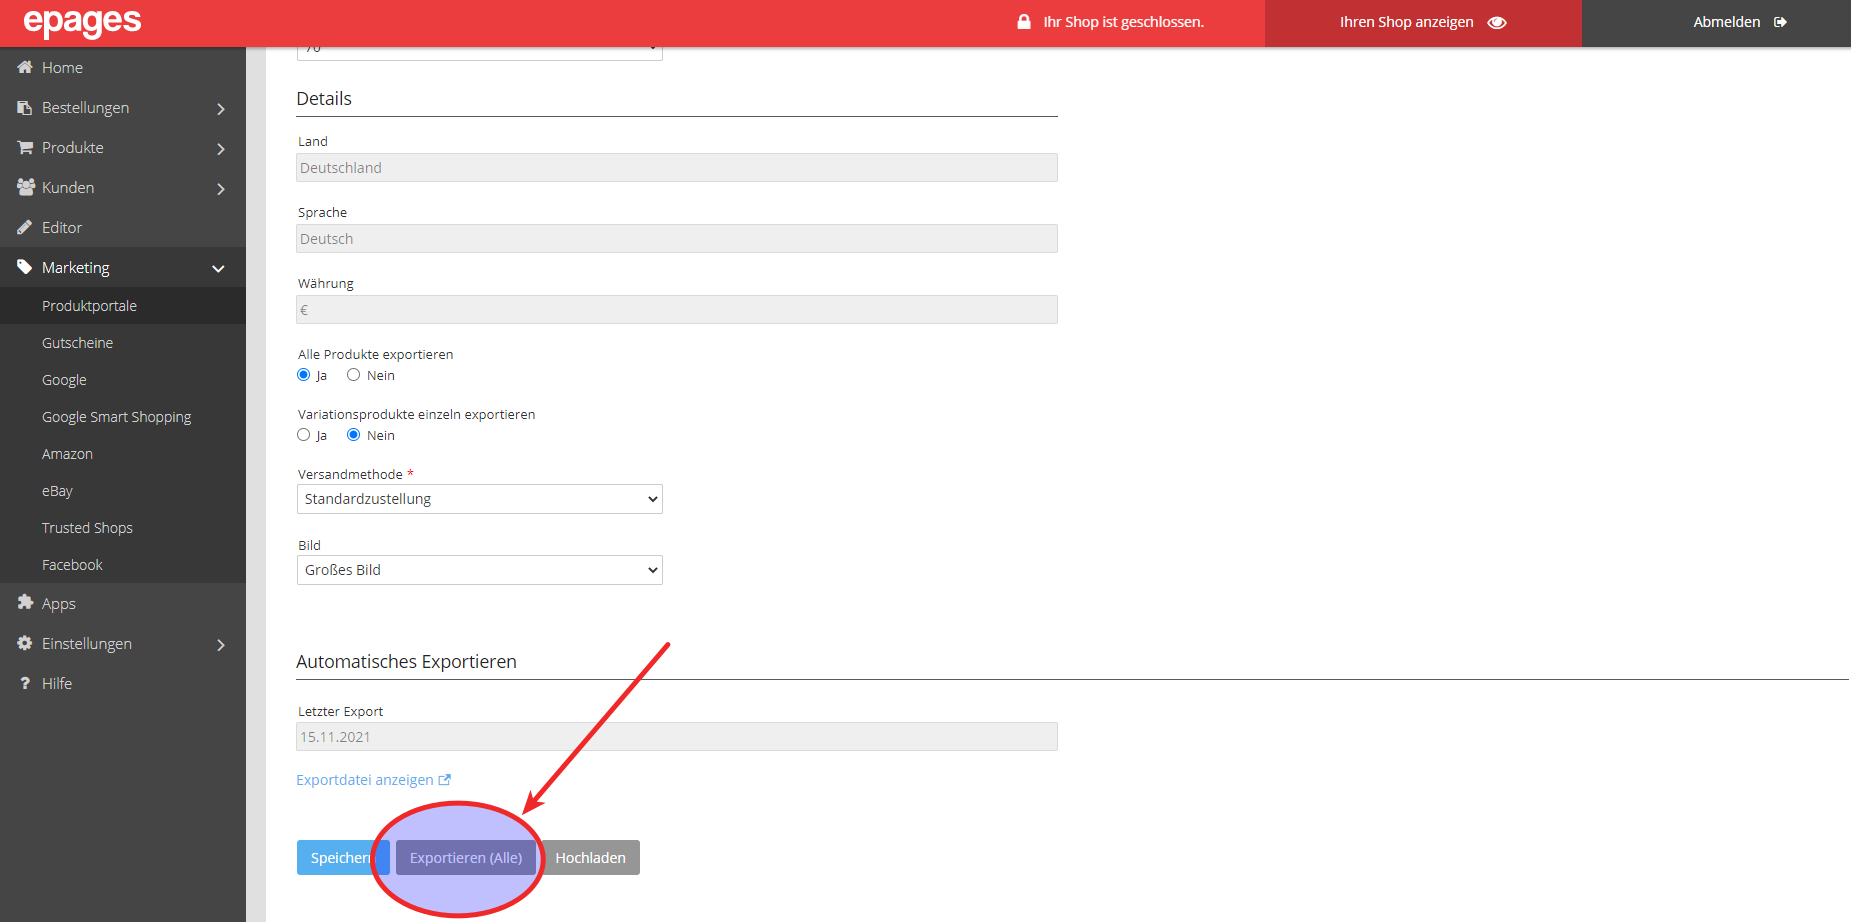 epages
Ihr Shop ist geschlossen.
Ihren Shop anzeigen
Abmelden
Home
Bestellungen
Produkte
Kunden
Editor
Marketing
Produktportale
Gutscheine
Google
Google Smart Shopping
Amazon
eBay
Trusted Shops
Facebook
Apps
Einstellungen
? Hilfe
70
Details
Land
Deutschland
Sprache
Deutsch
Währung
€
Alle Produkte exportieren
Ja Nein
Variationsprodukte einzeln exportieren
Ja Nein
Versandmethode *
Standardzustellung
Bild
Großes Bild
Automatisches Exportieren
Letzter Export
15.11.2021
Exportdatei anzeigen
Speichern
Exportieren (Alle)
Hochladen